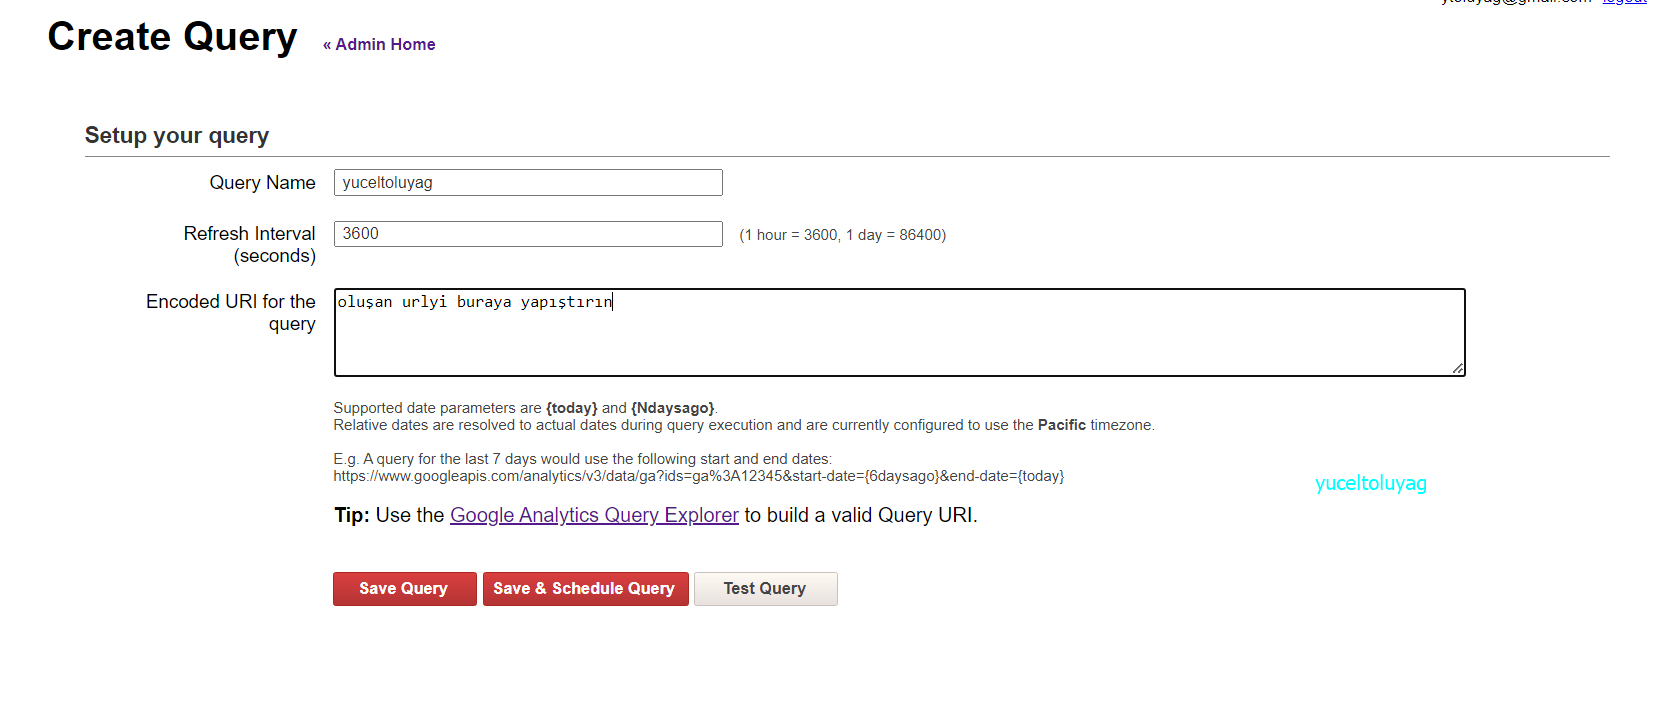 Create Query « Admin Home
Setup your query
Query Name yuceltoluyag
Refresh Interval (seconds) 3600 (1 hour = 3600, 1 day = 86400)
Encoded URI for the query
oluşan urlyi buraya yapıştırın
Supported date parameters are {today} and {Ndaysago}.
Relative dates are resolved to actual dates during query execution and are currently configured to use the Pacific timezone.
E.g. A query for the last 7 days would use the following start and end dates:
https://www.googleapis.com/analytics/v3/data/ga?ids=ga%3A12345&start-date={6daysago}&end-date={today}
yuceltoluyag
Tip: Use the Google Analytics Query Explorer to build a valid Query URI.
Save Query Save & Schedule Query Test Query